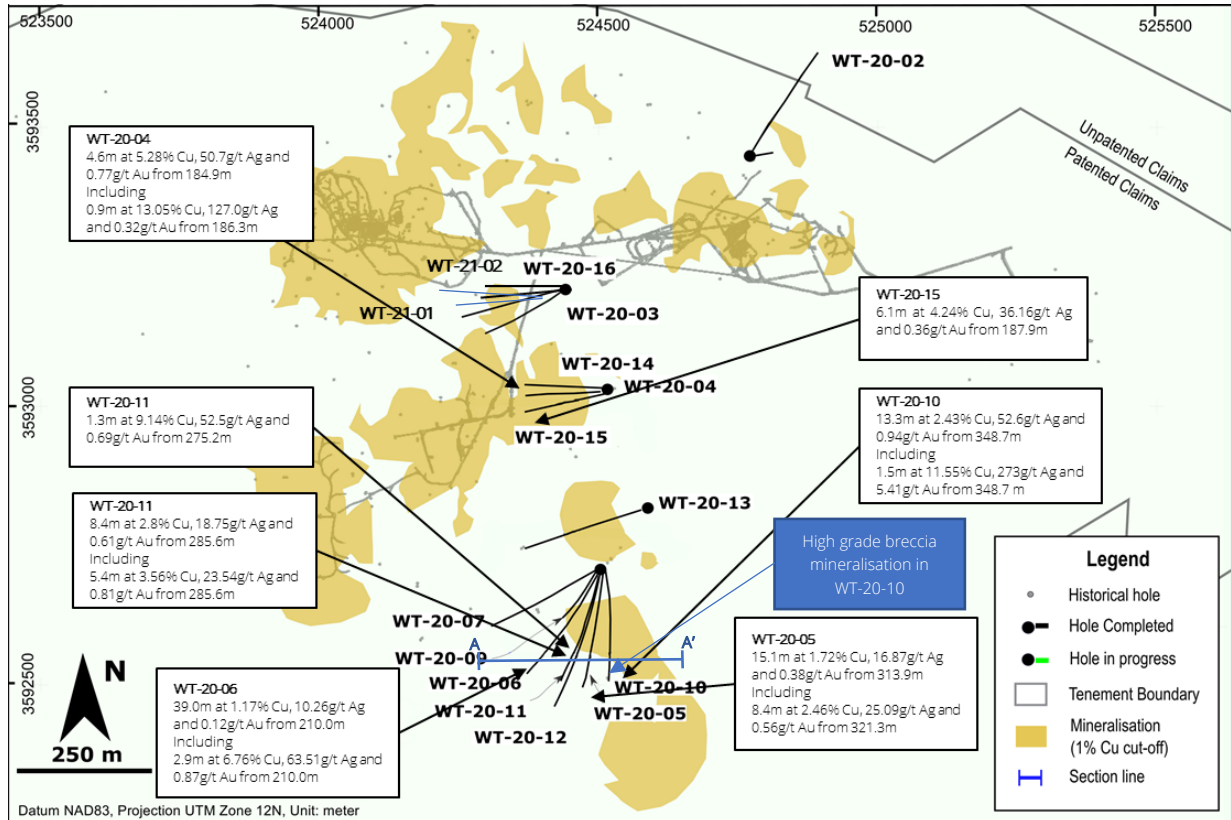 523500
524000
524500
525000
525500
3593500
3593000
3592500
WT-20-02
Unpatented Claims
Patented Claims
WT-20-04
4.6m at 5.28% Cu, 50.7g/t Ag and
0.77g/t Au from 184.9m
Including
0.9m at 13.05% Cu, 127.0g/t Ag
and 0.32g/t Au from 186.3m
WT-21-02
WT-20-16
WT-21-01
WT-20-03
WT-20-15
6.1m at 4.24% Cu, 36.16g/t Ag
and 0.36g/t Au from 187.9m
WT-20-14
WT-20-04
WT-20-15
WT-20-11
1.3m at 9.14% Cu, 52.5g/t Ag and
0.69g/t Au from 275.2m
WT-20-10
13.3m at 2.43% Cu, 52.6g/t Ag and
0.94g/t Au from 348.7m
Including
1.5m at 11.55% Cu, 273g/t Ag and
5.41g/t Au from 348.7 m
WT-20-11
8.4m at 2.8% Cu, 18.75g/t Ag and
0.61g/t Au from 285.6m
Including
5.4m at 3.56% Cu, 23.54g/t Ag and
0.81g/t Au from 285.6m
WT-20-13
High grade breccia
mineralisation in
WT-20-10
WT-20-07
A
A'
WT-20-09
WT-20-06
WT-20-10
WT-20-11
WT-20-05
WT-20-12
WT-20-05
15.1m at 1.72% Cu, 16.87g/t Ag
and 0.38g/t Au from 313.9m
Including
8.4m at 2.46% Cu, 25.09g/t Ag and
0.56g/t Au from 321.3m
WT-20-06
39.0m at 1.17% Cu, 10.26g/t Ag
and 0.12g/t Au from 210.0m
Including
2.9m at 6.76% Cu, 63.51g/t Ag and
0.87g/t Au from 210.0m
N
250 m
Legend
Historical hole
Hole Completed
Hole in progress
Tenement Boundary
Mineralisation
(1% Cu cut-off)
Section line
Datum NAD83, Projection UTM Zone 12N, Unit: meter